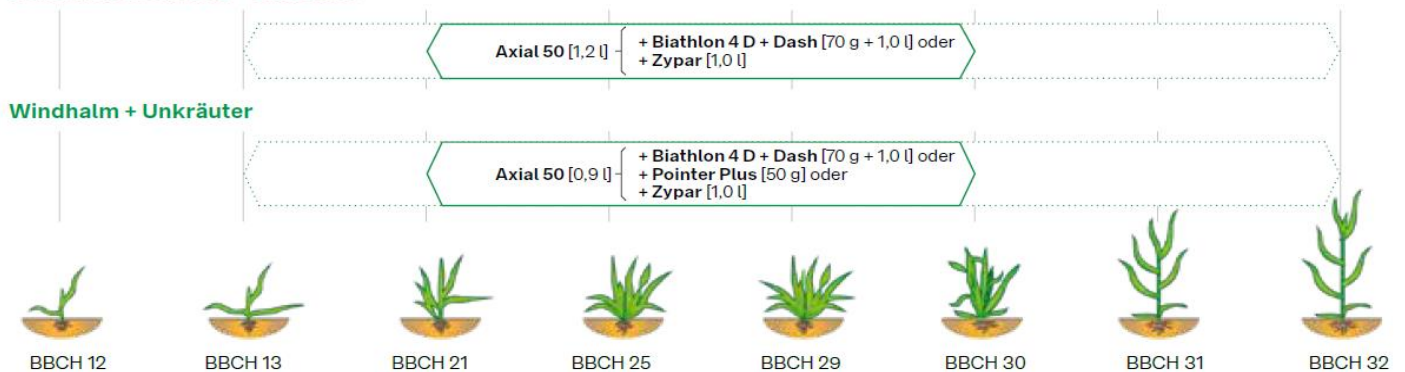 Axial 50 [1,2 l]
+ Biathlon 4 D + Dash [70 g + 1,0 l] oder
+ Zypar [1,0 l]
Windhalm + Unkräuter
Axial 50 [0,9 l]
+ Biathlon 4 D + Dash [70 g + 1,0 l] oder
+ Pointer Plus [50 g] oder
+ Zypar [1,0 l]
BBCH 12 BBCH 13 BBCH 21 BBCH 25 BBCH 29 BBCH 30 BBCH 31 BBCH 32